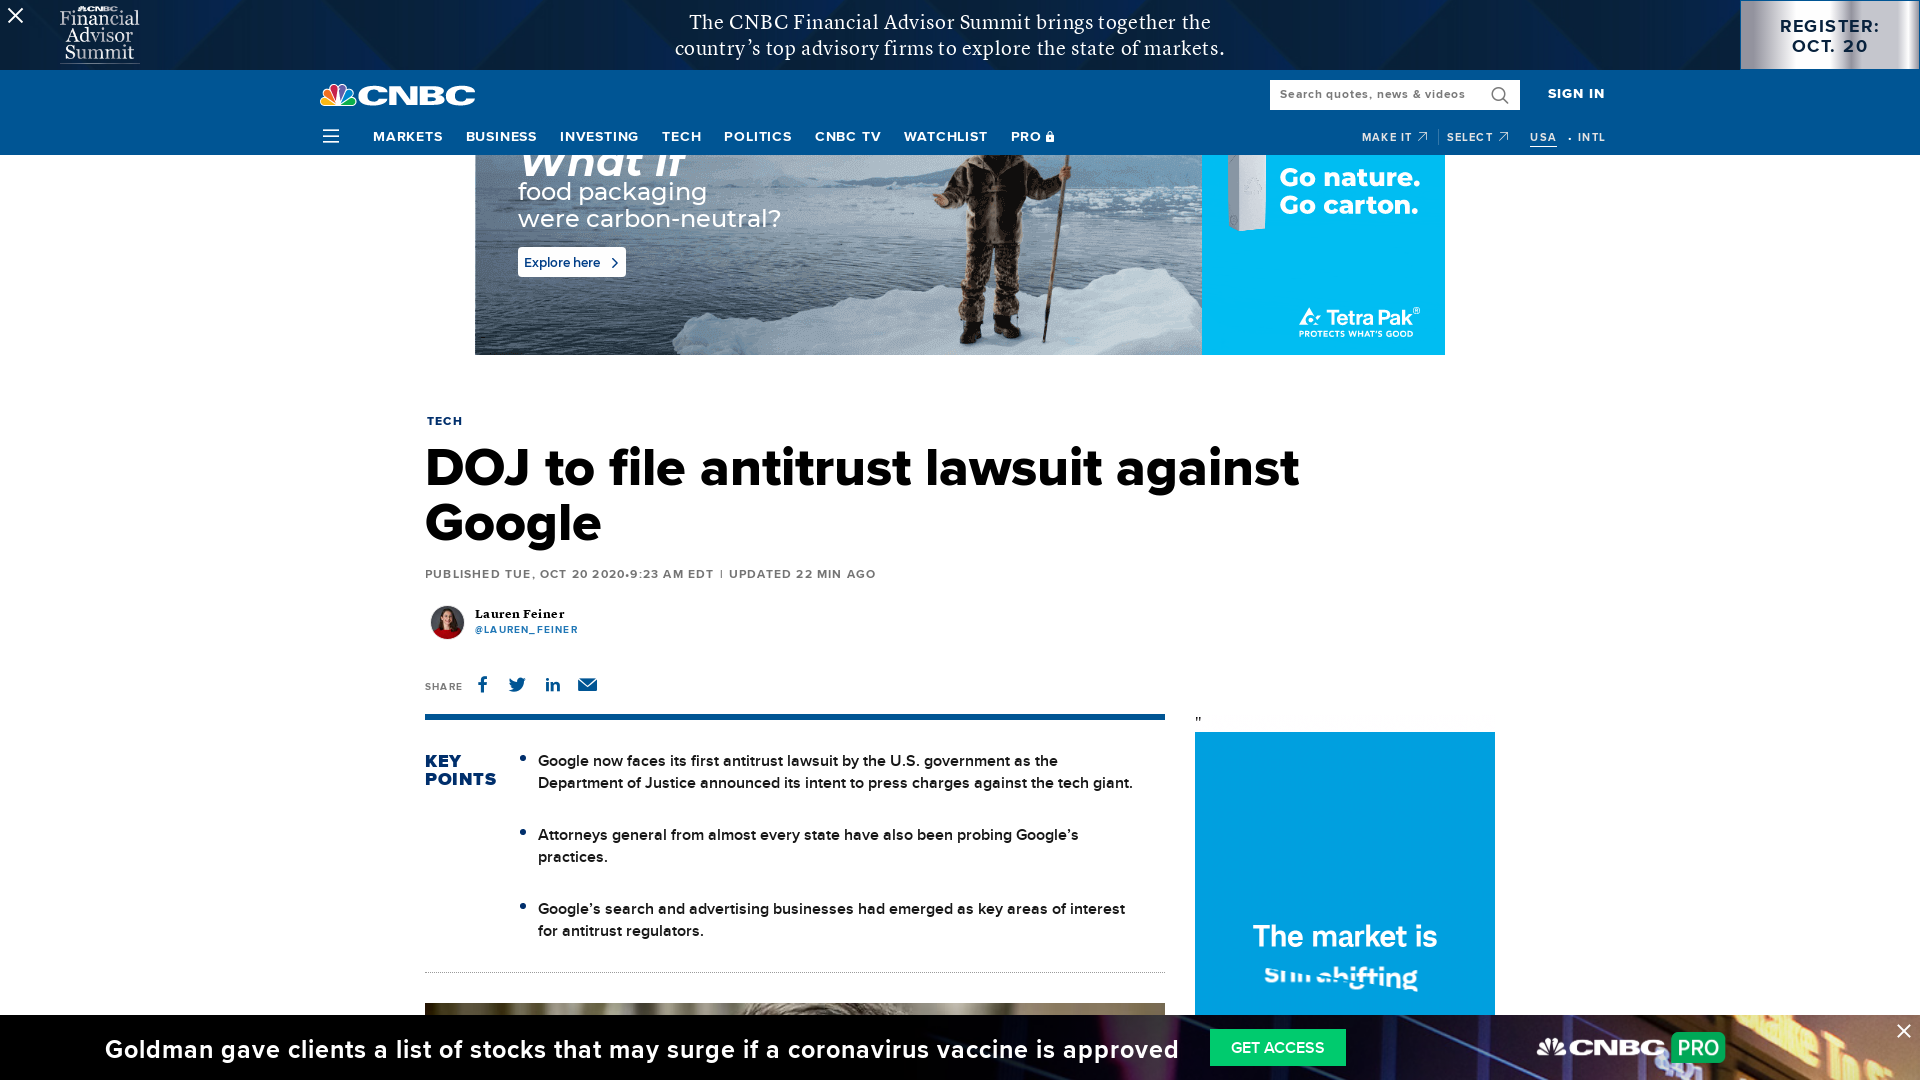 CNBC
Financial
Advisor
Summit
The CNBC Financial Advisor Summit brings together the
country’s top advisory firms to explore the state of markets.
REGISTER:
OCT. 20
CNBC
Search quotes, news & videos
SIGN IN
MARKETS BUSINESS INVESTING TECH POLITICS CNBC TV WATCHLIST PRO
MAKE IT SELECT USA • INTL
What if
food packaging
were carbon-neutral?
Explore here
Go nature.
Go carton.
Tetra Pak®
PROTECTS WHAT'S GOOD
TECH
DOJ to file antitrust lawsuit against
Google
PUBLISHED TUE, OCT 20 2020•9:23 AM EDT | UPDATED 22 MIN AGO
Lauren Feiner
@LAUREN_FEINER
SHARE
"
KEY
POINTS
Google now faces its first antitrust lawsuit by the U.S. government as the
Department of Justice announced its intent to press charges against the tech giant.
Attorneys general from almost every state have also been probing Google’s
practices.
Google’s search and advertising businesses had emerged as key areas of interest
for antitrust regulators.
The market is
shifting
Goldman gave clients a list of stocks that may surge if a coronavirus vaccine is approved
GET ACCESS
CNBC PRO